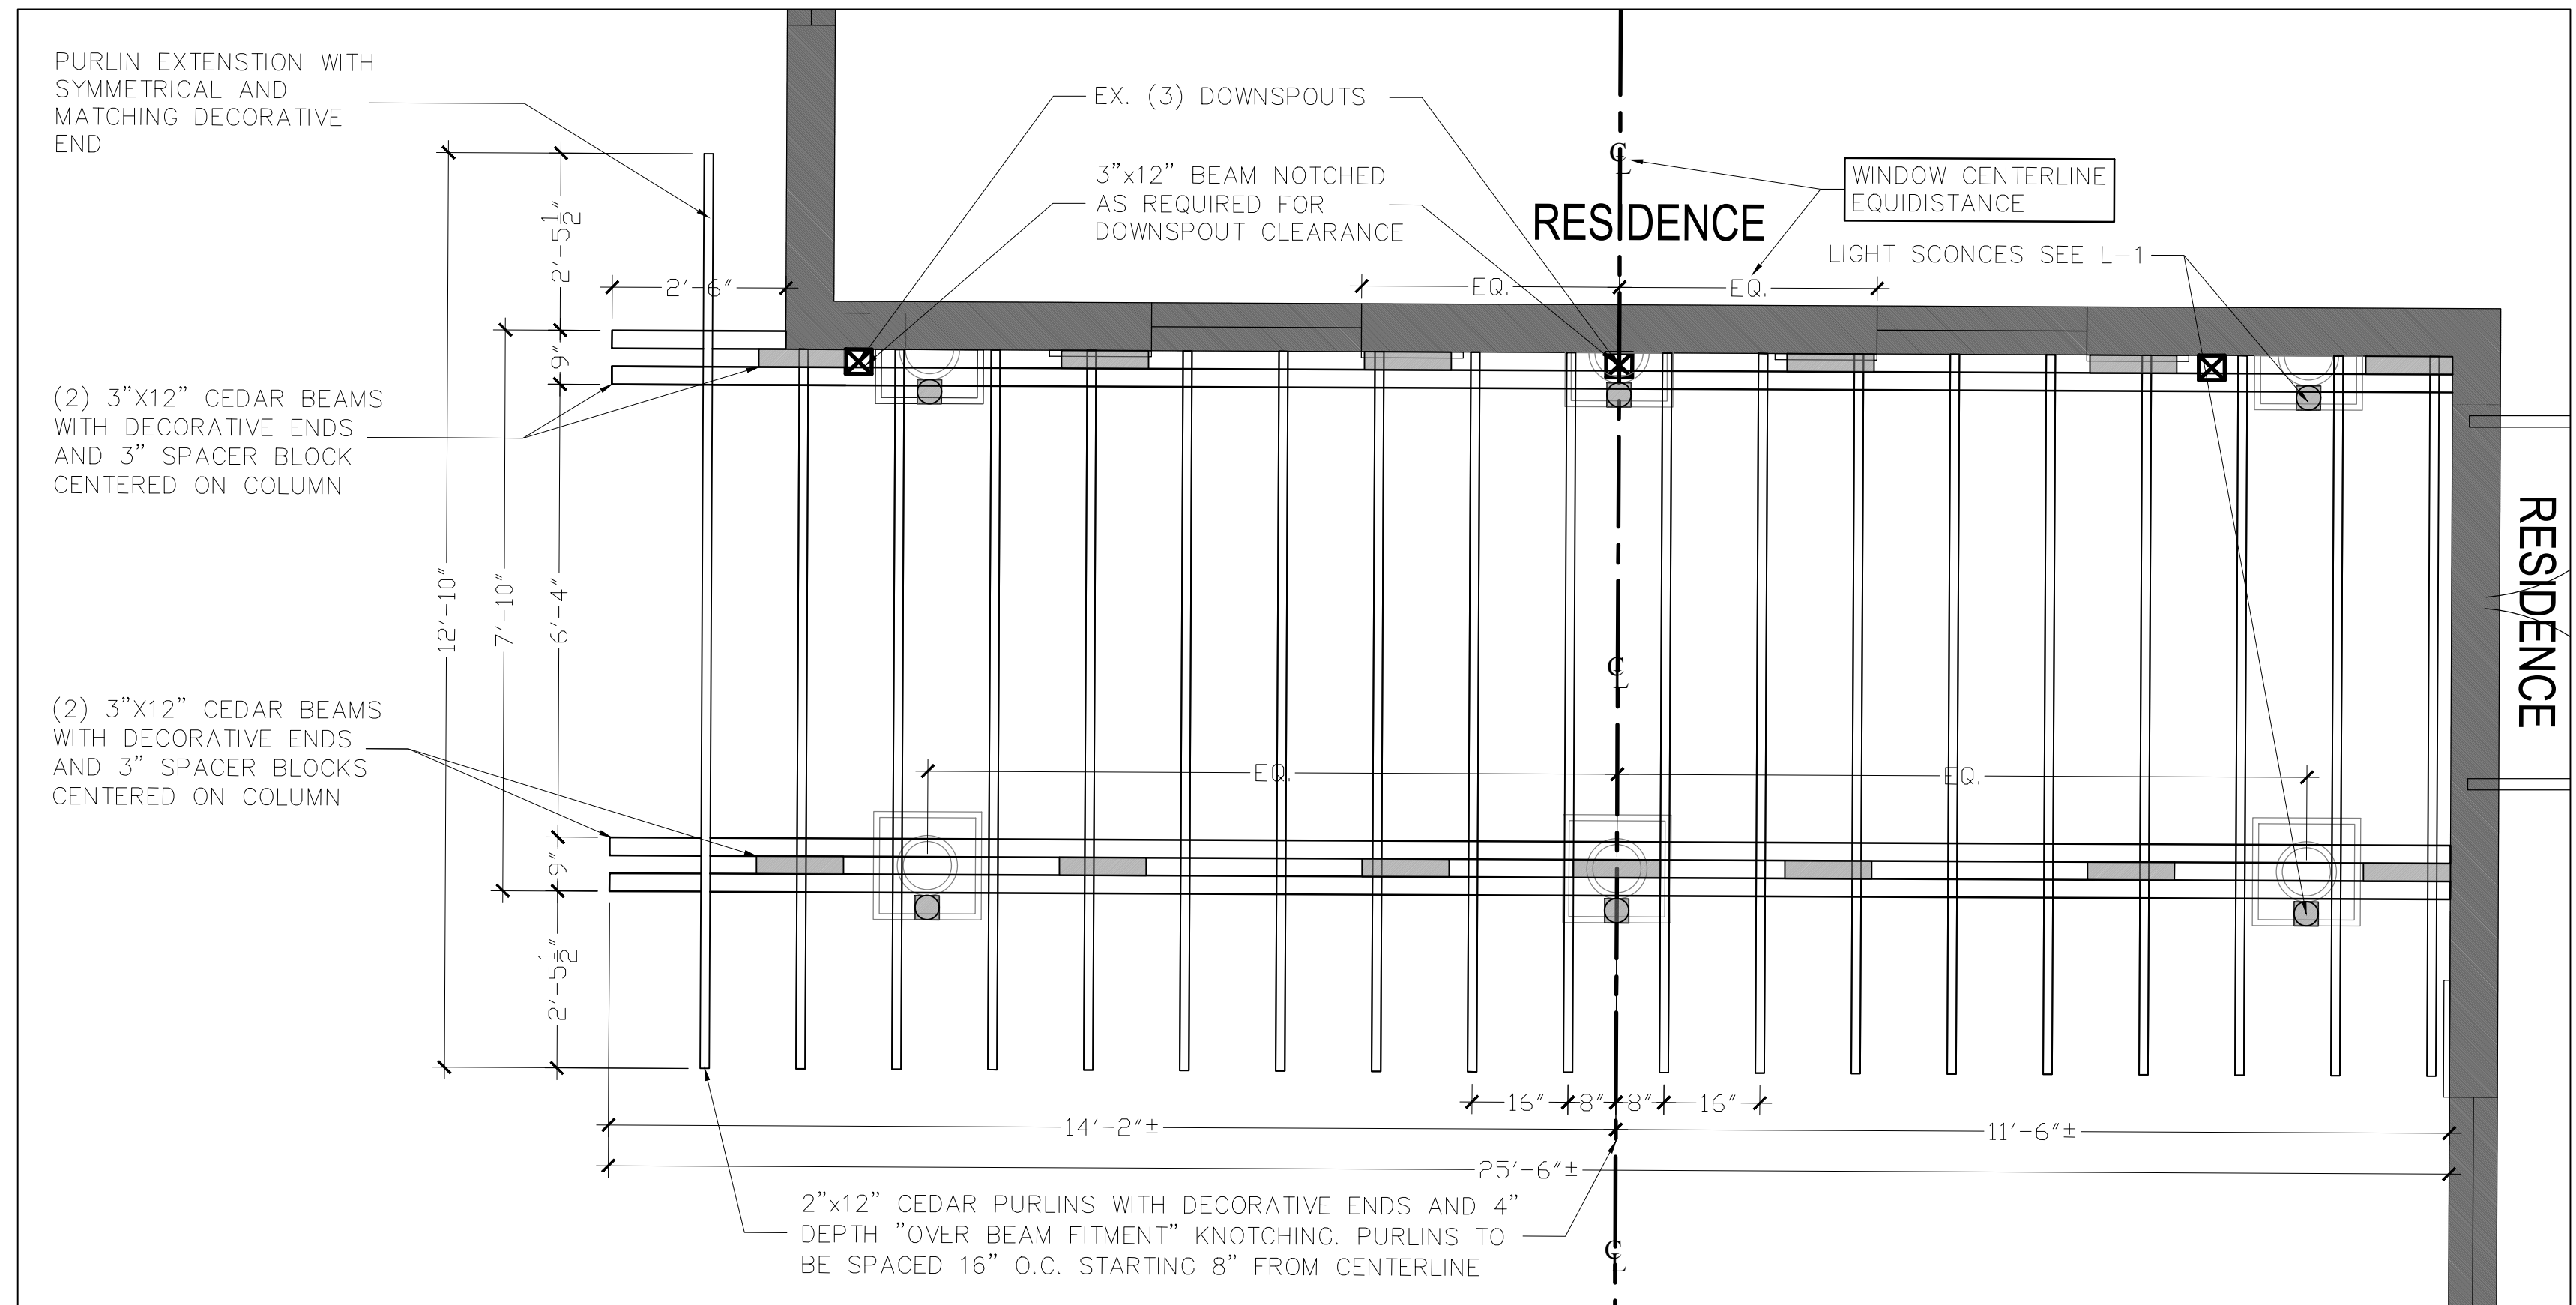 PURLIN EXTENSTION WITH
SYMMETRICAL AND
MATCHING DECORATIVE
END
EX. (3) DOWNSPOUTS
3”x12” BEAM NOTCHED
AS REQUIRED FOR
DOWNSPOUT CLEARANCE
℄
RESIDENCE
WINDOW CENTERLINE
EQUIDISTANCE
LIGHT SCONCES SEE L-1
2'-5½"
2'-6"
EQ.
EQ.
9"
(2) 3”X12” CEDAR BEAMS
WITH DECORATIVE ENDS
AND 3” SPACER BLOCK
CENTERED ON COLUMN
12'-10"
7'-10"
6'-4"
RESIDENCE
℄
(2) 3”X12” CEDAR BEAMS
WITH DECORATIVE ENDS
AND 3” SPACER BLOCKS
CENTERED ON COLUMN
EQ.
EQ.
9"
2'-5½"
16"
8"
8"
16"
14'-2"±
11'-6"±
25'-6"±
2”x12” CEDAR PURLINS WITH DECORATIVE ENDS AND 4”
DEPTH ”OVER BEAM FITMENT” KNOTCHING. PURLINS TO
BE SPACED 16” O.C. STARTING 8” FROM CENTERLINE
℄